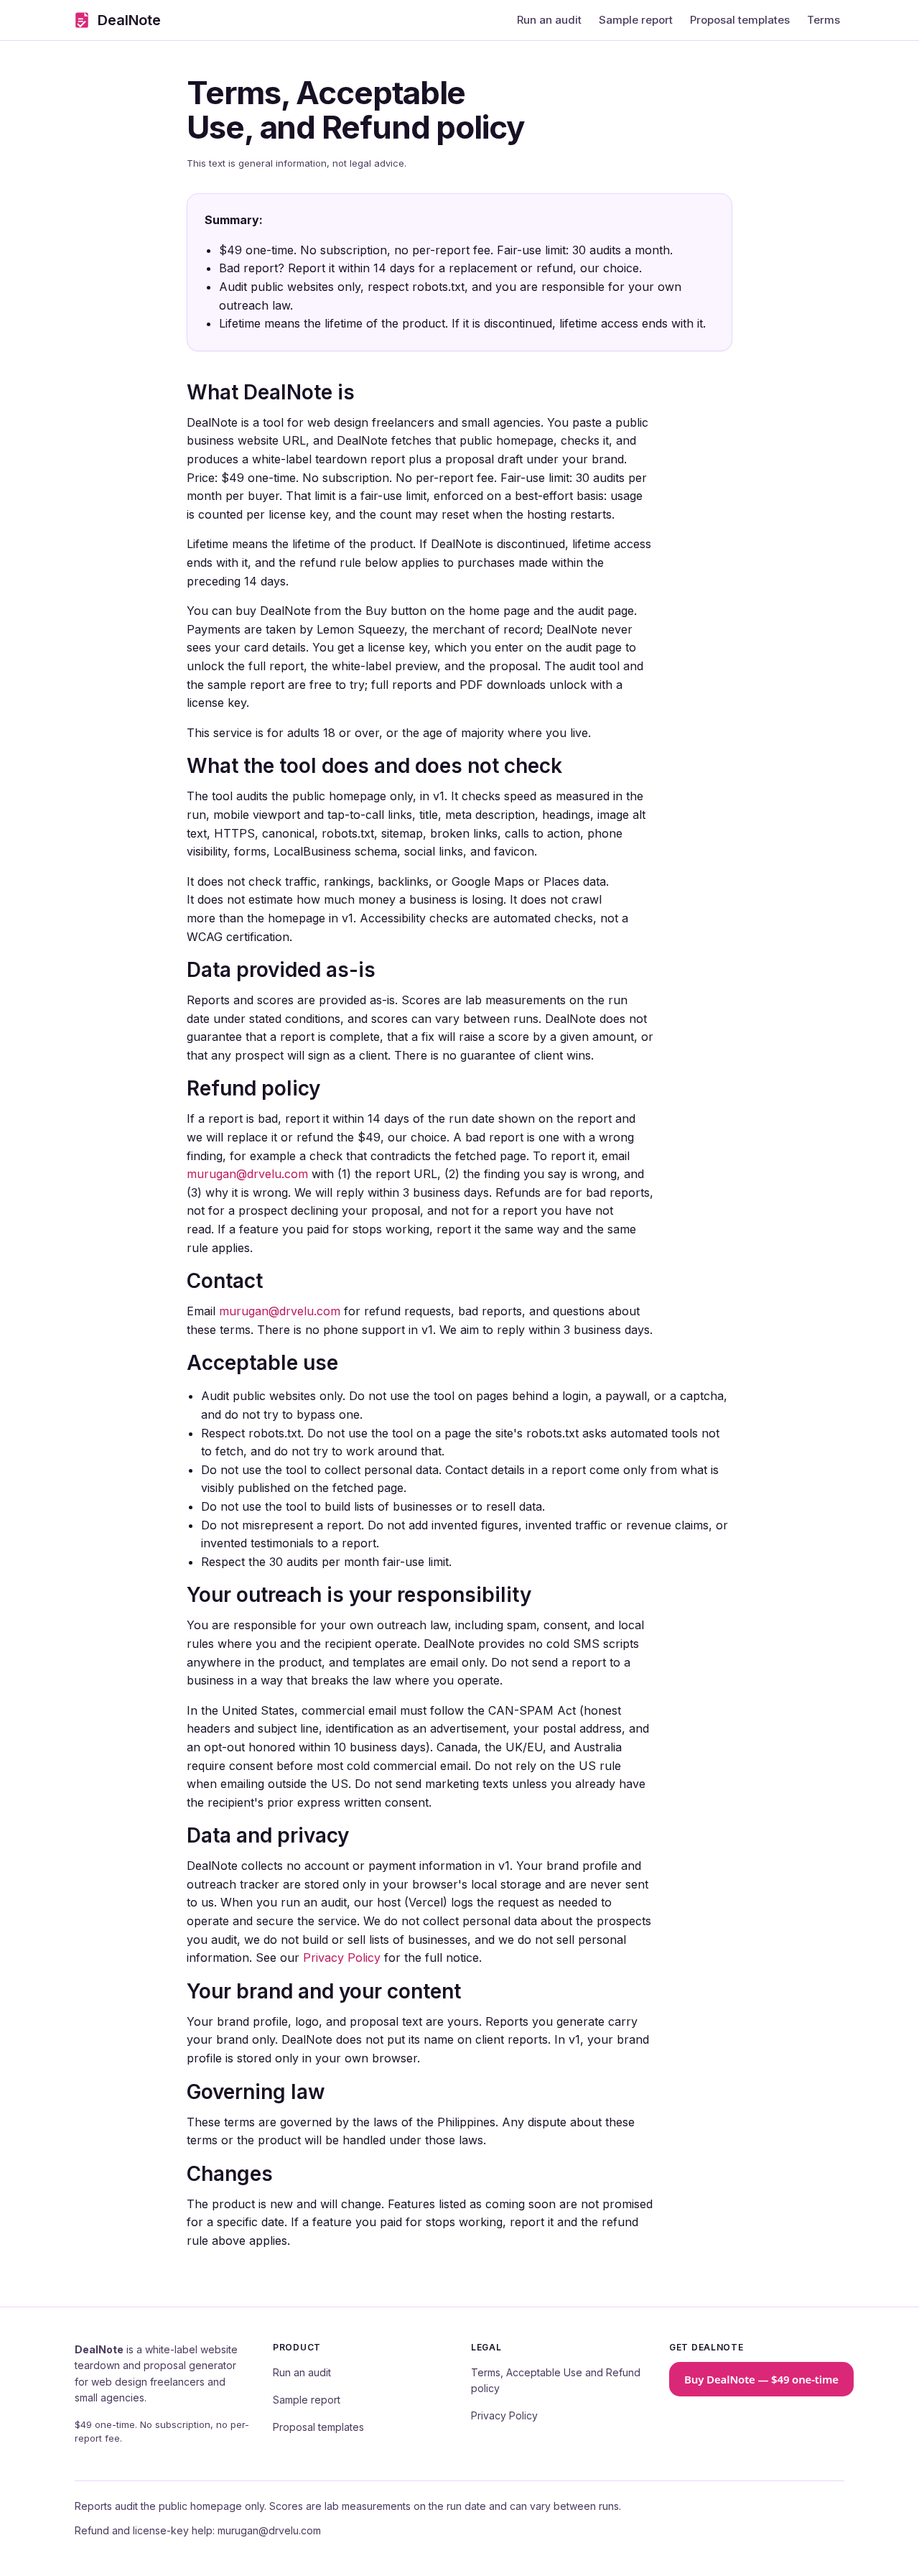 DealNote
Run an audit
Sample report
Proposal templates
Terms
Terms, Acceptable
Use, and Refund policy
This text is general information, not legal advice.
Summary:
• $49 one-time. No subscription, no per-report fee. Fair-use limit: 30 audits a month.
• Bad report? Report it within 14 days for a replacement or refund, our choice.
• Audit public websites only, respect robots.txt, and you are responsible for your own
outreach law.
• Lifetime means the lifetime of the product. If it is discontinued, lifetime access ends with it.
What DealNote is
DealNote is a tool for web design freelancers and small agencies. You paste a public
business website URL, and DealNote fetches that public homepage, checks it, and
produces a white-label teardown report plus a proposal draft under your brand.
Price: $49 one-time. No subscription. No per-report fee. Fair-use limit: 30 audits per
month per buyer. That limit is a fair-use limit, enforced on a best-effort basis: usage
is counted per license key, and the count may reset when the hosting restarts.
Lifetime means the lifetime of the product. If DealNote is discontinued, lifetime access
ends with it, and the refund rule below applies to purchases made within the
preceding 14 days.
You can buy DealNote from the Buy button on the home page and the audit page.
Payments are taken by Lemon Squeezy, the merchant of record; DealNote never
sees your card details. You get a license key, which you enter on the audit page to
unlock the full report, the white-label preview, and the proposal. The audit tool and
the sample report are free to try; full reports and PDF downloads unlock with a
license key.
This service is for adults 18 or over, or the age of majority where you live.
What the tool does and does not check
The tool audits the public homepage only, in v1. It checks speed as measured in the
run, mobile viewport and tap-to-call links, title, meta description, headings, image alt
text, HTTPS, canonical, robots.txt, sitemap, broken links, calls to action, phone
visibility, forms, LocalBusiness schema, social links, and favicon.
It does not check traffic, rankings, backlinks, or Google Maps or Places data.
It does not estimate how much money a business is losing. It does not crawl
more than the homepage in v1. Accessibility checks are automated checks, not a
WCAG certification.
Data provided as-is
Reports and scores are provided as-is. Scores are lab measurements on the run
date under stated conditions, and scores can vary between runs. DealNote does not
guarantee that a report is complete, that a fix will raise a score by a given amount, or
that any prospect will sign as a client. There is no guarantee of client wins.
Refund policy
If a report is bad, report it within 14 days of the run date shown on the report and
we will replace it or refund the $49, our choice. A bad report is one with a wrong
finding, for example a check that contradicts the fetched page. To report it, email
murugan@drvelu.com with (1) the report URL, (2) the finding you say is wrong, and
(3) why it is wrong. We will reply within 3 business days. Refunds are for bad reports,
not for a prospect declining your proposal, and not for a report you have not
read. If a feature you paid for stops working, report it the same way and the same
rule applies.
Contact
Email murugan@drvelu.com for refund requests, bad reports, and questions about
these terms. There is no phone support in v1. We aim to reply within 3 business days.
Acceptable use
• Audit public websites only. Do not use the tool on pages behind a login, a paywall, or a captcha,
and do not try to bypass one.
• Respect robots.txt. Do not use the tool on a page the site's robots.txt asks automated tools not
to fetch, and do not try to work around that.
• Do not use the tool to collect personal data. Contact details in a report come only from what is
visibly published on the fetched page.
• Do not use the tool to build lists of businesses or to resell data.
• Do not misrepresent a report. Do not add invented figures, invented traffic or revenue claims, or
invented testimonials to a report.
• Respect the 30 audits per month fair-use limit.
Your outreach is your responsibility
You are responsible for your own outreach law, including spam, consent, and local
rules where you and the recipient operate. DealNote provides no cold SMS scripts
anywhere in the product, and templates are email only. Do not send a report to a
business in a way that breaks the law where you operate.
In the United States, commercial email must follow the CAN-SPAM Act (honest
headers and subject line, identification as an advertisement, your postal address, and
an opt-out honored within 10 business days). Canada, the UK/EU, and Australia
require consent before most cold commercial email. Do not rely on the US rule
when emailing outside the US. Do not send marketing texts unless you already have
the recipient's prior express written consent.
Data and privacy
DealNote collects no account or payment information in v1. Your brand profile and
outreach tracker are stored only in your browser's local storage and are never sent
to us. When you run an audit, our host (Vercel) logs the request as needed to
operate and secure the service. We do not collect personal data about the prospects
you audit, we do not build or sell lists of businesses, and we do not sell personal
information. See our Privacy Policy for the full notice.
Your brand and your content
Your brand profile, logo, and proposal text are yours. Reports you generate carry
your brand only. DealNote does not put its name on client reports. In v1, your brand
profile is stored only in your own browser.
Governing law
These terms are governed by the laws of the Philippines. Any dispute about these
terms or the product will be handled under those laws.
Changes
The product is new and will change. Features listed as coming soon are not promised
for a specific date. If a feature you paid for stops working, report it and the refund
rule above applies.
DealNote is a white-label website
teardown and proposal generator
for web design freelancers and
small agencies.
$49 one-time. No subscription, no per-
report fee.
PRODUCT
Run an audit
Sample report
Proposal templates
LEGAL
Terms, Acceptable Use and Refund
policy
Privacy Policy
GET DEALNOTE
Buy DealNote — $49 one-time
Reports audit the public homepage only. Scores are lab measurements on the run date and can vary between runs.
Refund and license-key help: murugan@drvelu.com